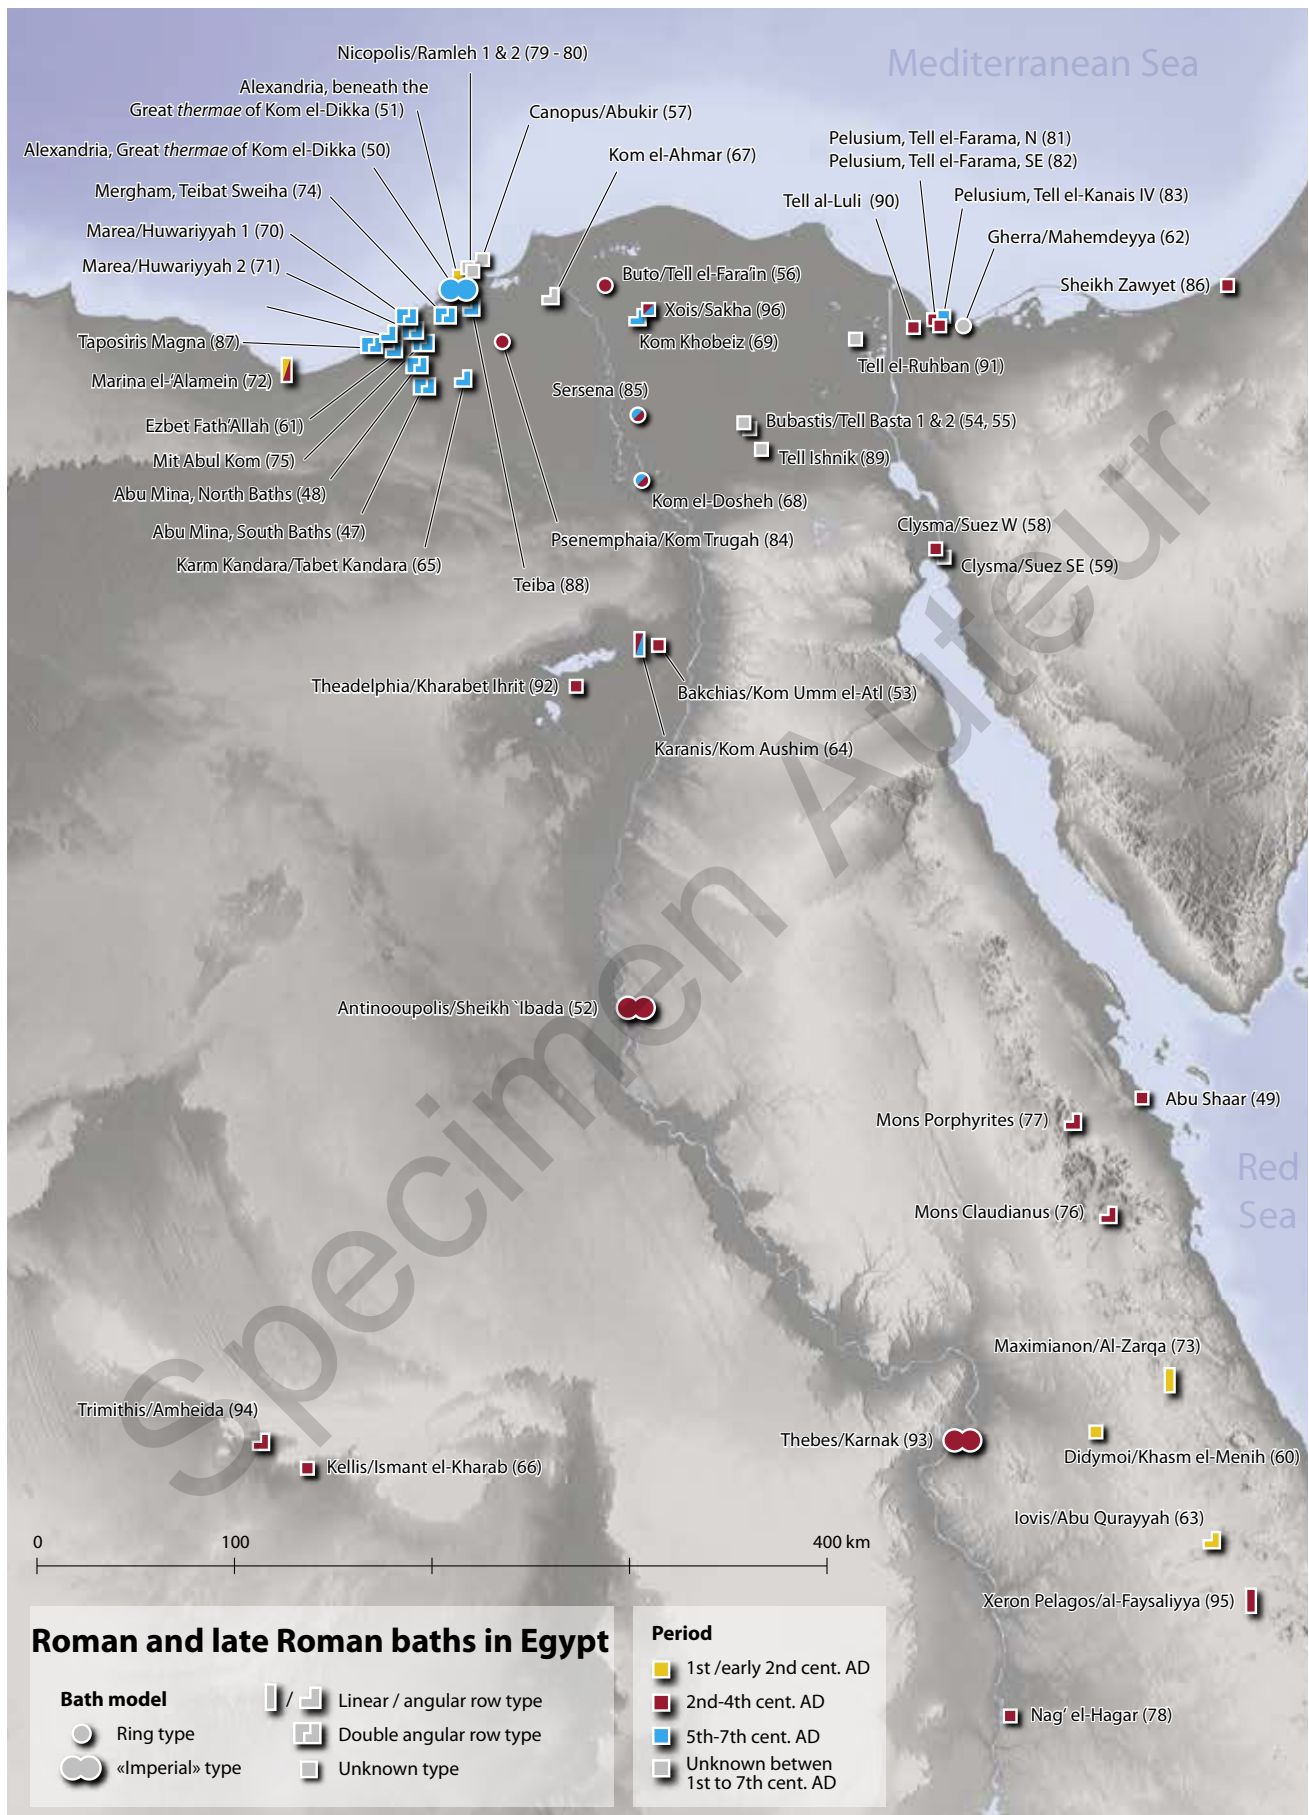 Mediterranean Sea
Nicopolis/Ramleh 1 & 2 (79 - 80)
Alexandria, beneath the
Great thermae of Kom el-Dikka (51)
Canopus/Abukir (57)
Alexandria, Great thermae of Kom el-Dikka (50)
Kom el-Ahmar (67)
Pelusium, Tell el-Farama, N (81)
Pelusium, Tell el-Farama, SE (82)
Mergham, Teibat Sweiha (74)
Tell al-Luli (90)
Pelusium, Tell el-Kanais IV (83)
Marea/Huwariyyah 1 (70)
Gherra/Mahemdeyya (62)
Marea/Huwariyyah 2 (71)
Buto/Tell el-Fara'in (56)
Sheikh Zawyet (86)
Xois/Sakha (96)
Taposiris Magna (87)
Kom Khobeiz (69)
Tell el-Ruhban (91)
Marina el-'Alamein (72)
Sersena (85)
Ezbet Fath'Allah (61)
Bubastis/Tell Basta 1 & 2 (54, 55)
Mit Abul Kom (75)
Tell Ishnik (89)
Abu Mina, North Baths (48)
Kom el-Dosheh (68)
Abu Mina, South Baths (47)
Clysma/Suez W (58)
Psenemphaia/Kom Trugah (84)
Karm Kandara/Tabet Kandara (65)
Clysma/Suez SE (59)
Teiba (88)
Theadelphia/Kharabet Ihrit (92)
Bakchias/Kom Umm el-Atl (53)
Karanis/Kom Aushim (64)
Specimen Auteur
Antinooupolis/Sheikh `Ibada (52)
Abu Shaar (49)
Mons Porphyrites (77)
Red
Sea
Mons Claudianus (76)
Maximianon/Al-Zarqa (73)
Trimithis/Amheida (94)
Thebes/Karnak (93)
Didymoi/Khasm el-Menih (60)
Kellis/Ismant el-Kharab (66)
Iovis/Abu Qurayyah (63)
0 100 400 km
Xeron Pelagos/al-Faysaliyya (95)
Nag' el-Hagar (78)
Roman and late Roman baths in Egypt
Bath model
Ring type
«Imperial» type
/ Linear / angular row type
Double angular row type
Unknown type
Period
1st /early 2nd cent. AD
2nd-4th cent. AD
5th-7th cent. AD
Unknown betwen
1st to 7th cent. AD